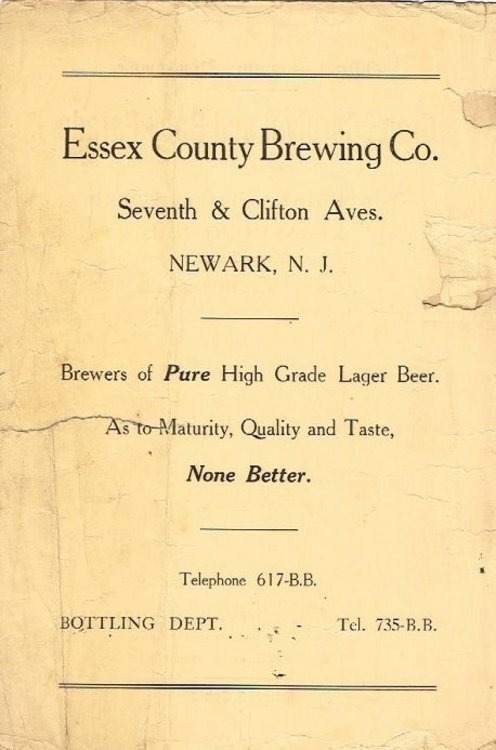 Essex County Brewing Co.
Seventh & Clifton Aves.
NEWARK, N. J.
Brewers of Pure High Grade Lager Beer.
As to Maturity, Quality and Taste,
None Better.
Telephone 617-B.B.
BOTTLING DEPT. . . - Tel. 735-B.B.